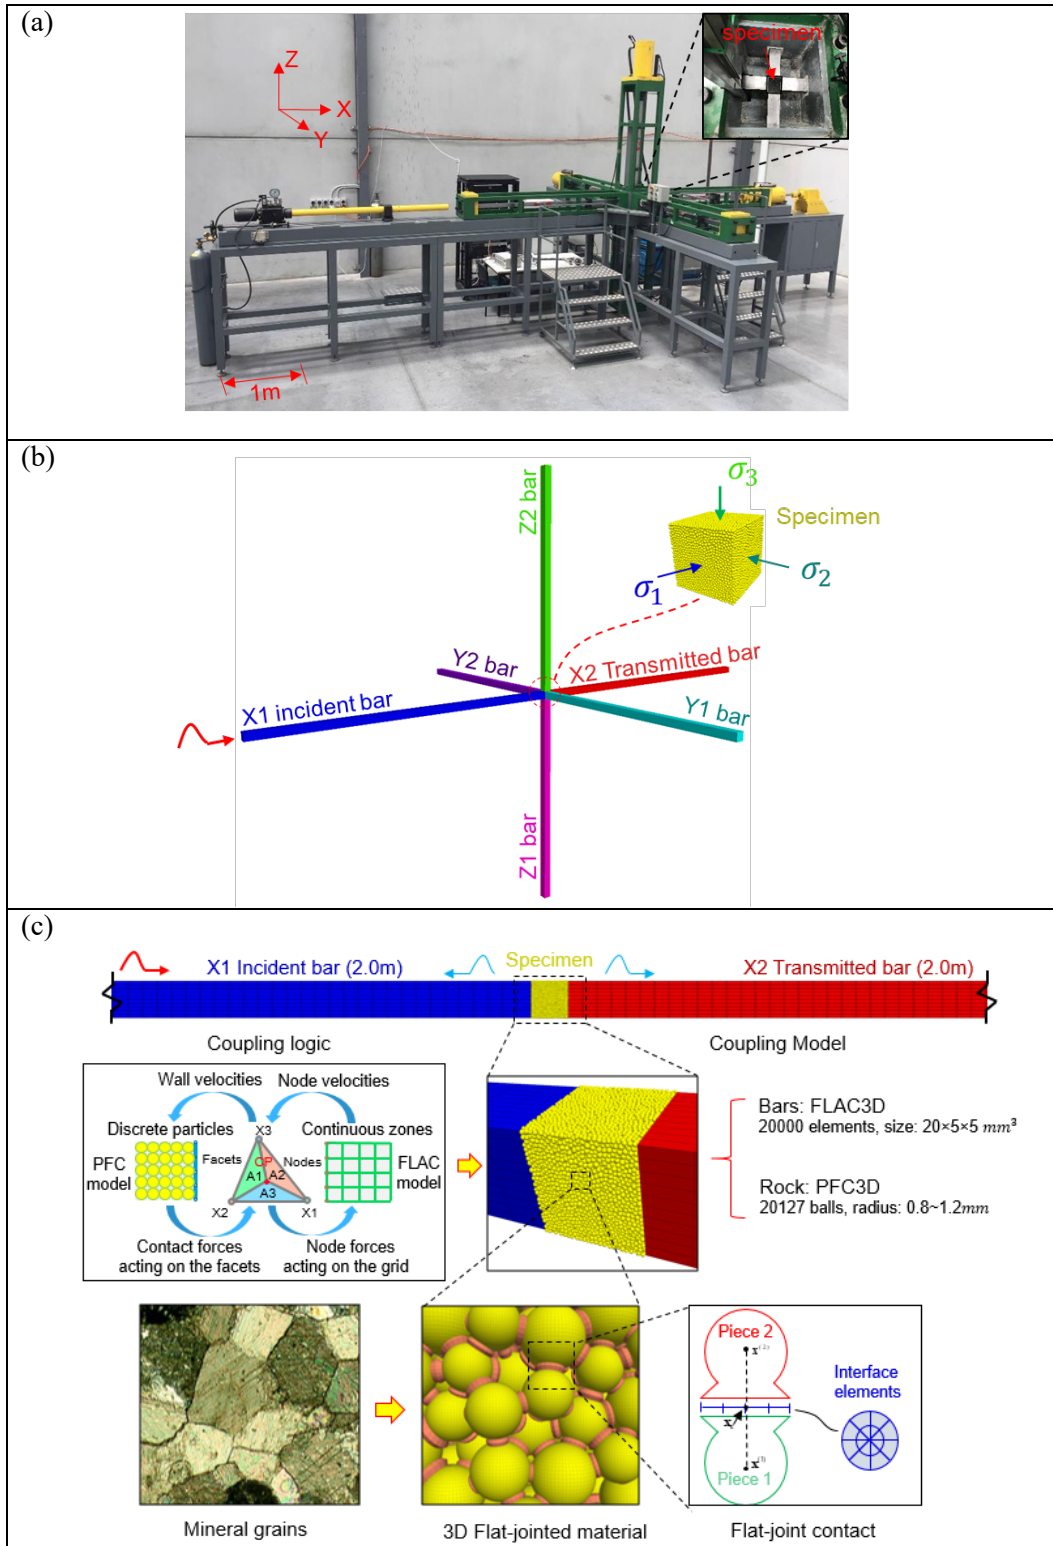 (a)
specimen
Z
X
Y
1m
(b)
Z2 bar
σ3
Specimen
σ1
σ2
Y2 bar
X2 Transmitted bar
X1 incident bar
Y1 bar
Z1 bar
(c)
X1 Incident bar (2.0m)
Specimen
X2 Transmitted bar (2.0m)
Coupling logic
Coupling Model
Wall velocities
Node velocities
X3
Discrete particles
Continuous zones
PFC
model
Facets
CP
Nodes
FLAC
model
A1
A2
A3
X2
X1
Contact forces
acting on the facets
Node forces
acting on the grid
Bars: FLAC3D
20000 elements, size: 20×5×5 mm³
Rock: PFC3D
20127 balls, radius: 0.8~1.2mm
Piece 2
x(2)
Interface
elements
xc
x(1)
Piece 1
Mineral grains
3D Flat-jointed material
Flat-joint contact